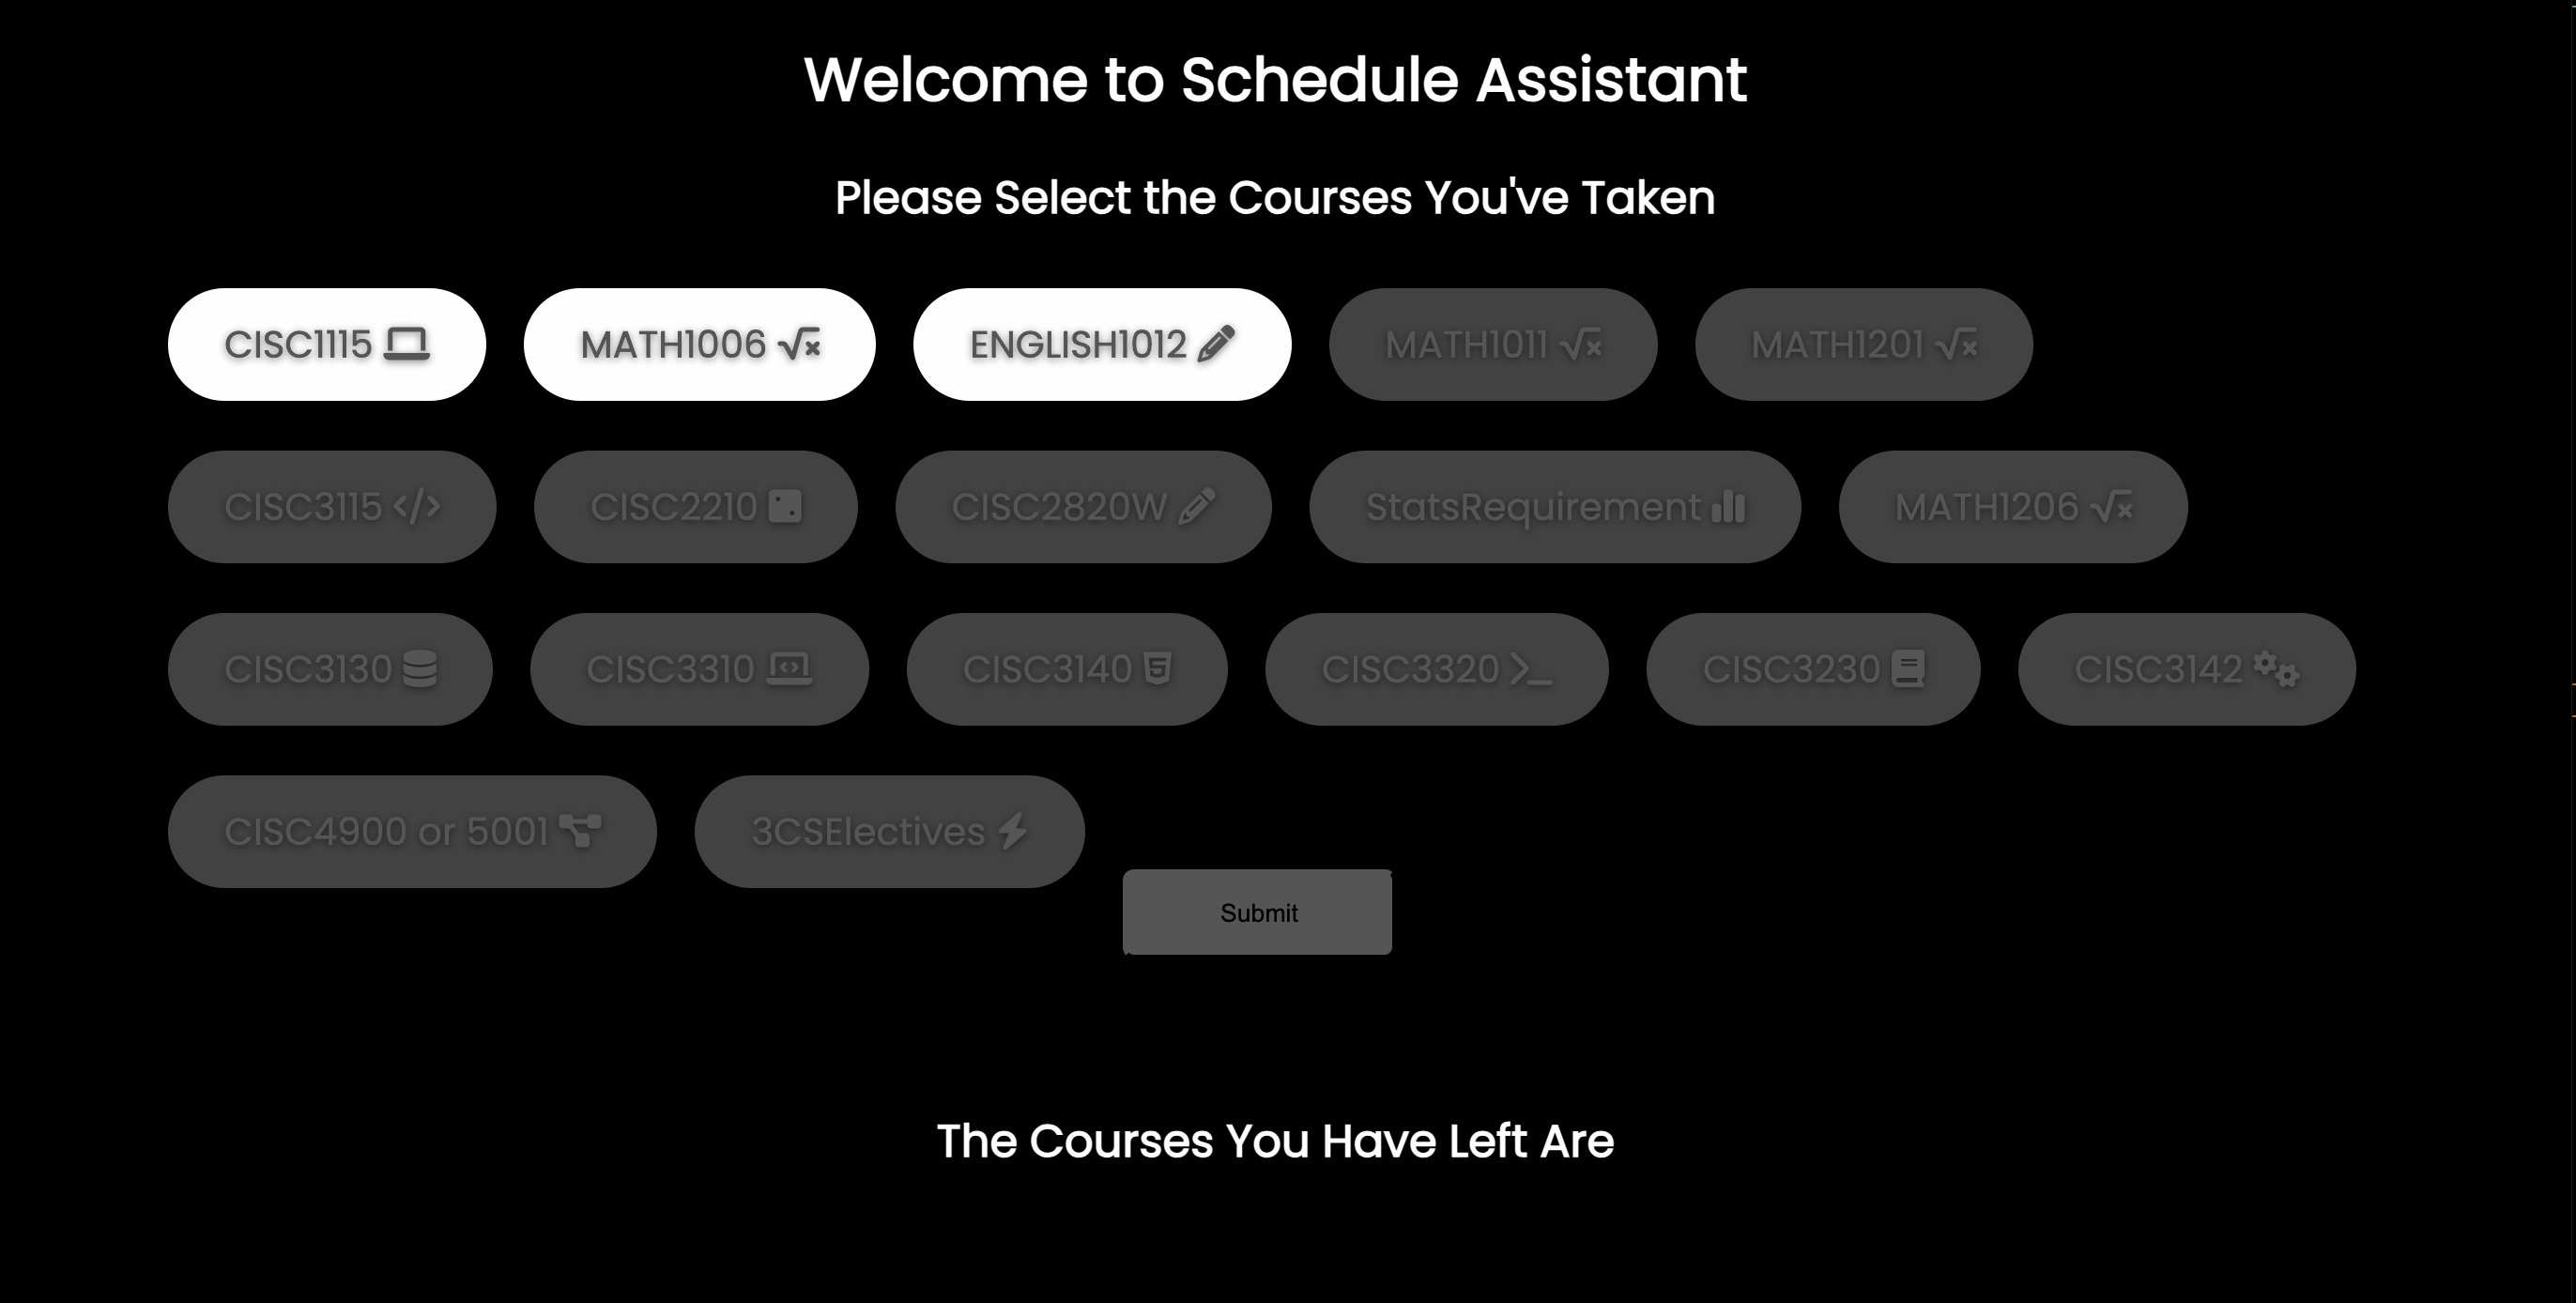 Welcome to Schedule Assistant
Please Select the Courses You've Taken
CISC1115 MATH1006 ENGLISH1012 MATH1011 MATH1201
CISC3115 CISC2210 CISC2820W StatsRequirement MATH1206
CISC3130 CISC3310 CISC3140 CISC3320 CISC3230 CISC3142
CISC4900 or 5001 3CSElectives
Submit
The Courses You Have Left Are